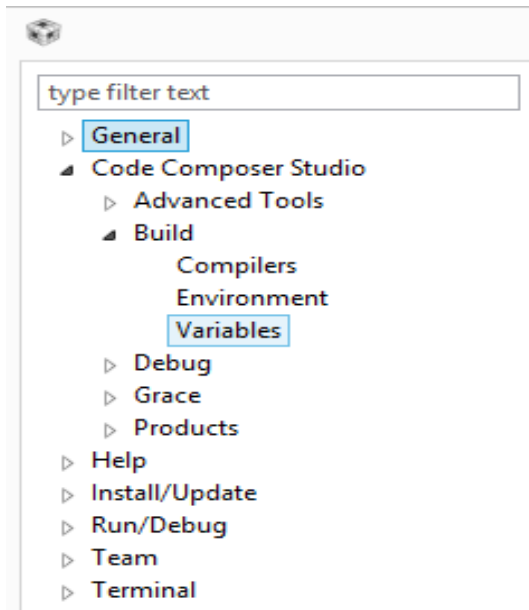 type filter text
General
Code Composer Studio
Advanced Tools
Build
Compilers
Environment
Variables
Debug
Grace
Products
Help
Install/Update
Run/Debug
Team
Terminal